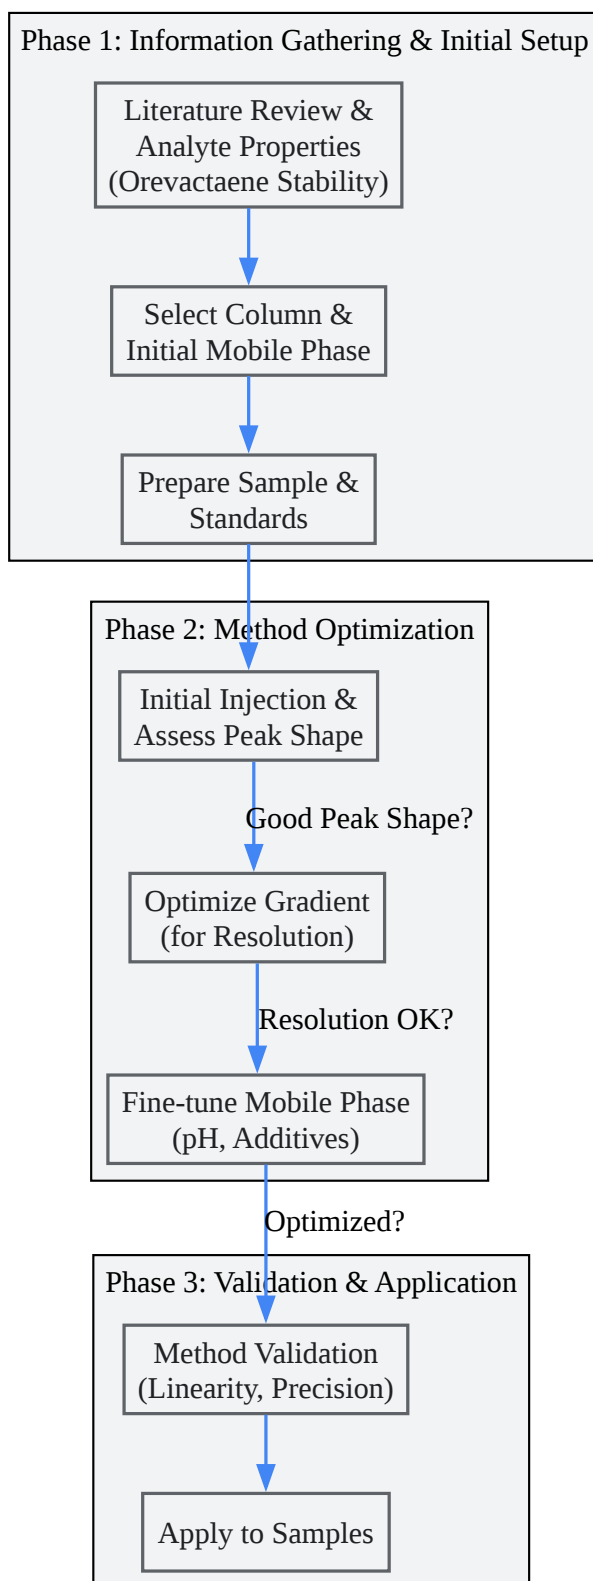 Phase 1: Information Gathering & Initial Setup
Literature Review &
Analyte Properties
(Orevactaene Stability)
Select Column &
Initial Mobile Phase
Prepare Sample &
Standards
Phase 2: Method Optimization
Initial Injection &
Assess Peak Shape
Good Peak Shape?
Optimize Gradient
(for Resolution)
Resolution OK?
Fine-tune Mobile Phase
(pH, Additives)
Optimized?
Phase 3: Validation & Application
Method Validation
(Linearity, Precision)
Apply to Samples